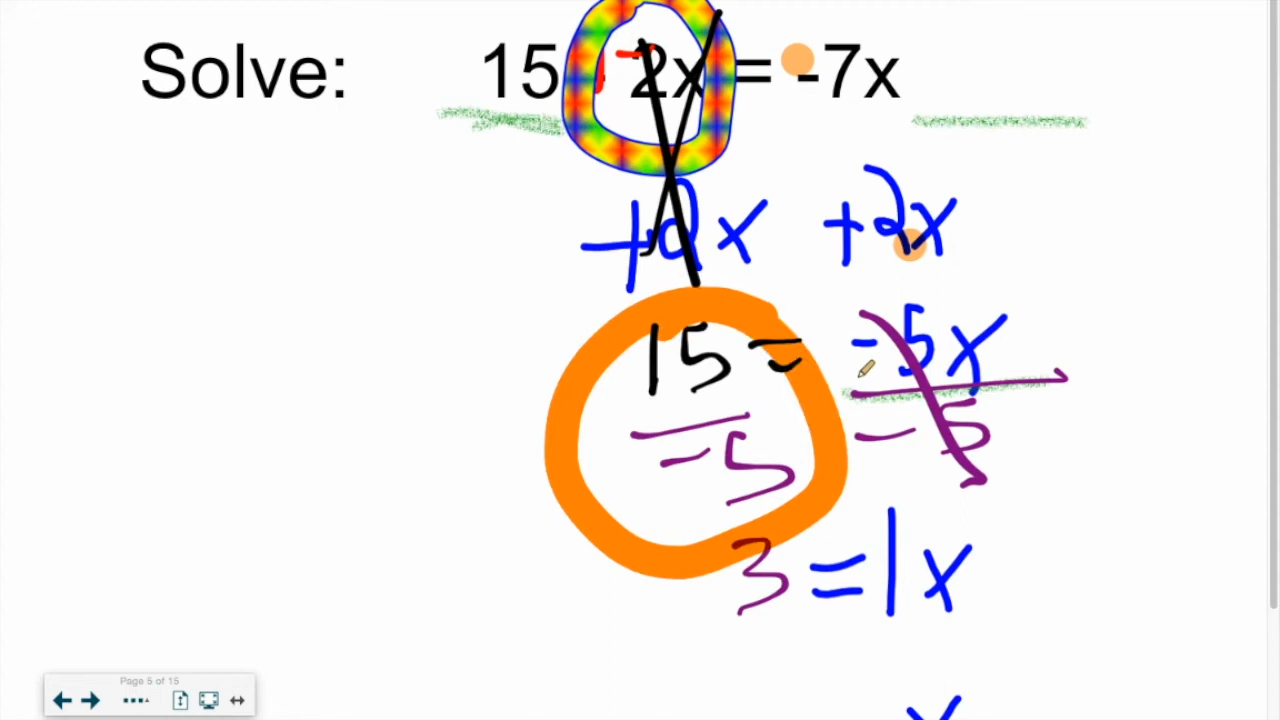 Solve: 15 - 2x = -7x
+2x +2x
15 = -5x
-5 -5
3 = 1x
x
Page 5 of 15